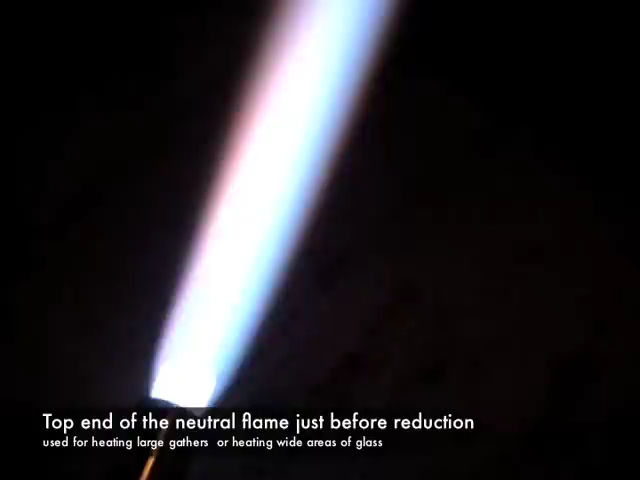 Top end of the neutral flame just before reduction
used for heating large gathers or heating wide areas of glass